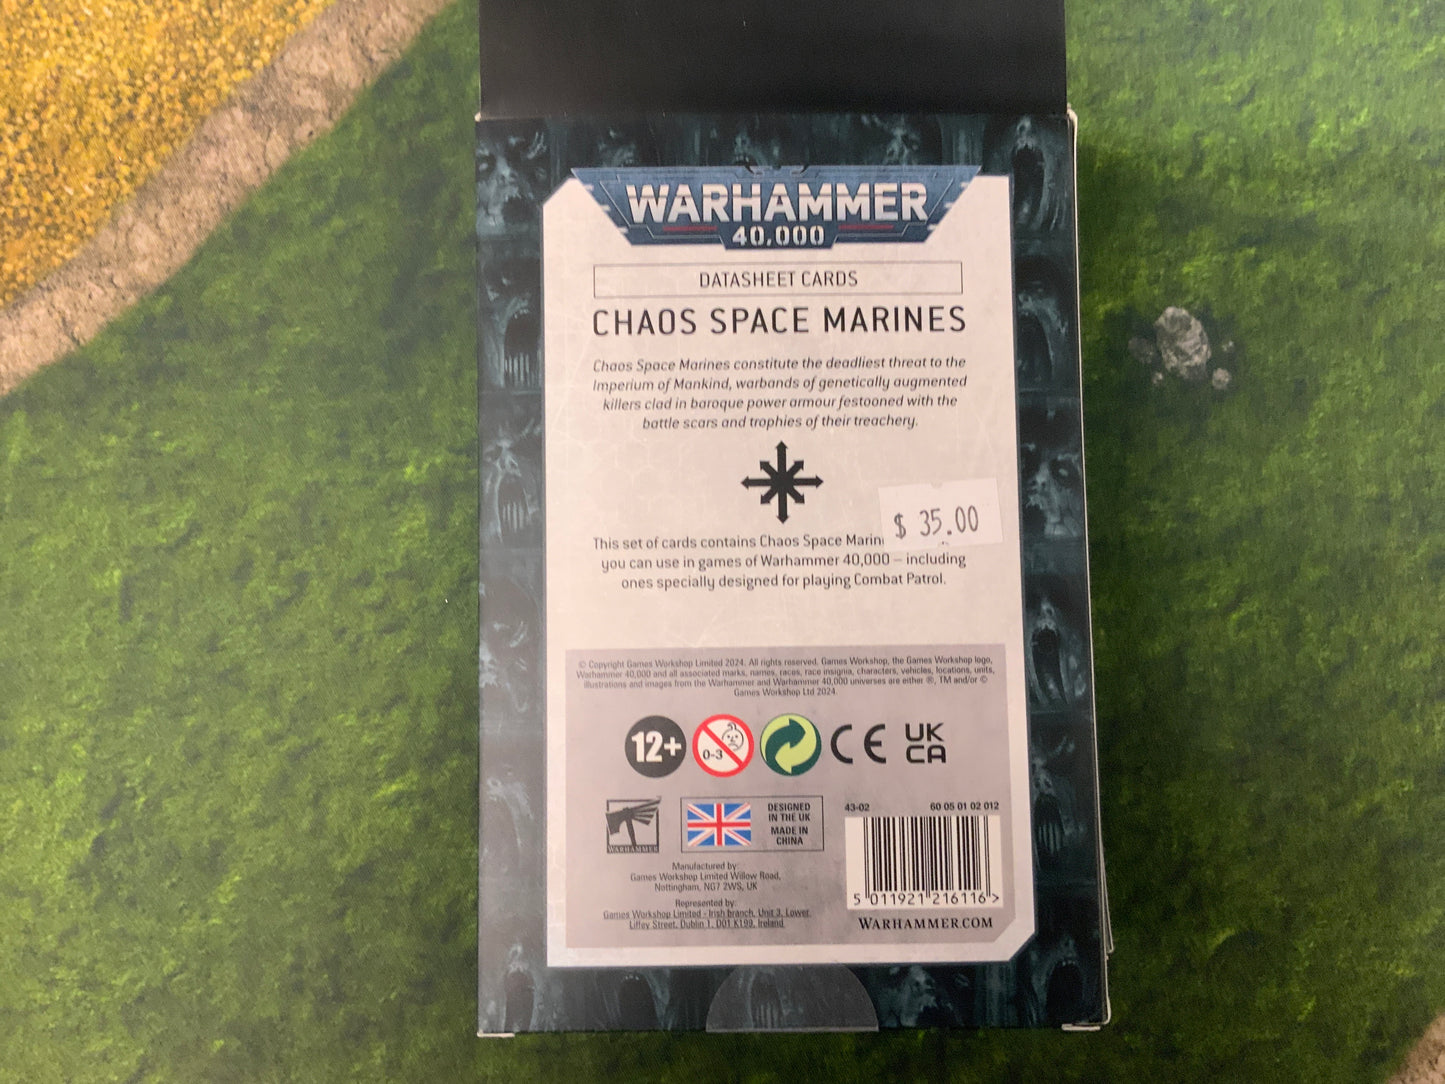 WARHAMMER
40,000
DATASHEET CARDS
CHAOS SPACE MARINES
Chaos Space Marines constitute the deadliest threat to the
Imperium of Mankind, warbands of genetically augmented
killers clad in baroque power armour festooned with the
battle scars and trophies of their treachery.
$ 35.00
This set of cards contains Chaos Space Marin
you can use in games of Warhammer 40,000 – including
ones specially designed for playing Combat Patrol.
© Copyright Games Workshop Limited 2024. All rights reserved. Games Workshop, the Games Workshop logo,
Warhammer 40,000 and all associated marks, names, races, race insignia, characters, vehicles, locations, units,
illustrations and images from the Warhammer and Warhammer 40,000 universes are either ®, TM and/or ©
Games Workshop Ltd 2024.
12+
0-3
CE
UK
CA
WARHAMMER
DESIGNED
IN THE UK
MADE IN
CHINA
43-02 60 05 01 02 012
Manufactured by:
Games Workshop Limited Willow Road,
Nottingham, NG7 2WS, UK
Represented by:
Games Workshop Limited - Irish branch, Unit 3, Lower
Liffey Street, Dublin 1, D01 K199, Ireland
5 011921 216116 >
WARHAMMER.COM